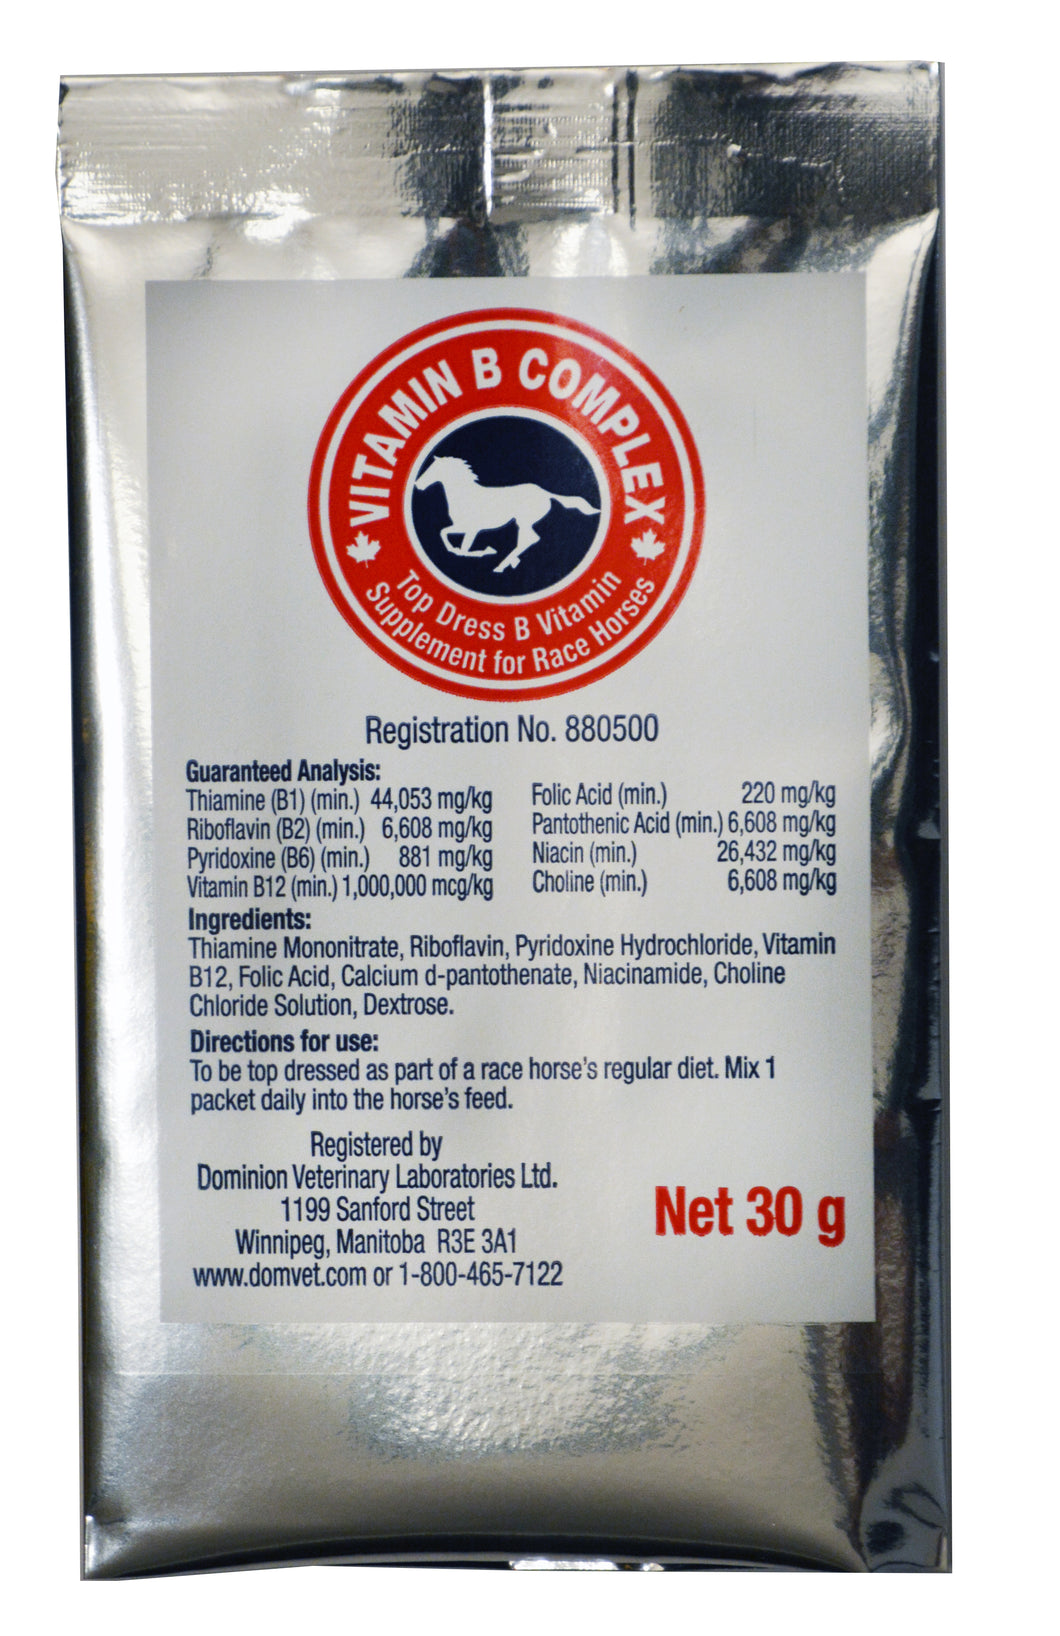 VITAMIN B COMPLEX
Top Dress B Vitamin
Supplement for Race Horses
Registration No. 880500
Guaranteed Analysis:
Thiamine (B1) (min.) 44,053 mg/kg
Riboflavin (B2) (min.) 6,608 mg/kg
Pyridoxine (B6) (min.) 881 mg/kg
Vitamin B12 (min.) 1,000,000 mcg/kg
Folic Acid (min.) 220 mg/kg
Pantothenic Acid (min.) 6,608 mg/kg
Niacin (min.) 26,432 mg/kg
Choline (min.) 6,608 mg/kg
Ingredients:
Thiamine Mononitrate, Riboflavin, Pyridoxine Hydrochloride, Vitamin
B12, Folic Acid, Calcium d-pantothenate, Niacinamide, Choline
Chloride Solution, Dextrose.
Directions for use:
To be top dressed as part of a race horse's regular diet. Mix 1
packet daily into the horse's feed.
Registered by
Dominion Veterinary Laboratories Ltd.
1199 Sanford Street
Winnipeg, Manitoba R3E 3A1
www.domvet.com or 1-800-465-7122
Net 30 g